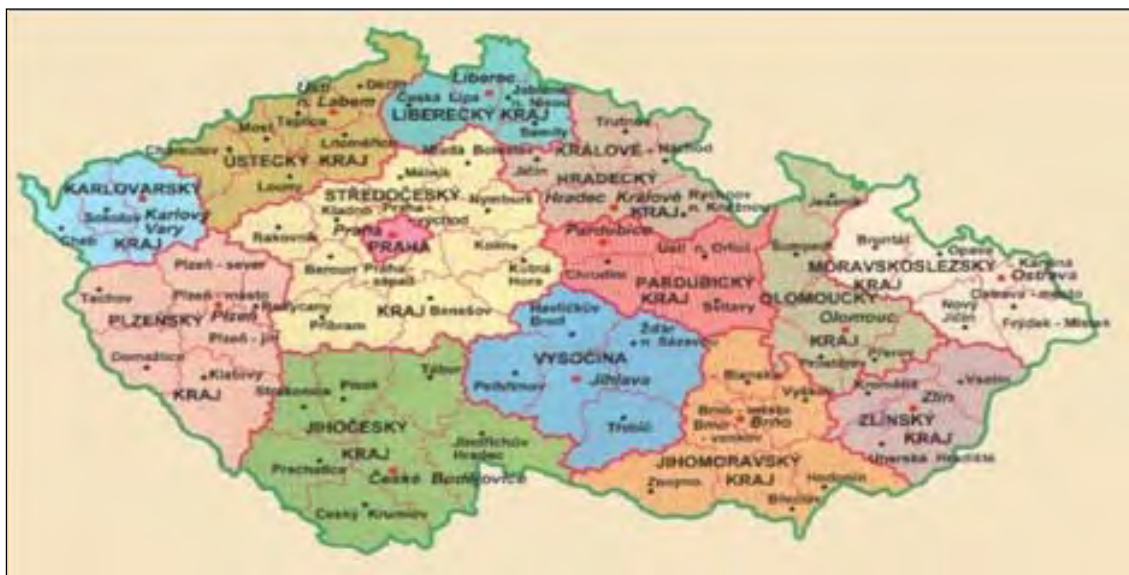 Liberec
Děčín
Ústí
n. Labem
Česká Lípa
Jablonec
n. Nisou
LIBERECKÝ KRAJ
Teplice
Most
Semily
Trutnov
Chomutov
Litoměřice
ÚSTECKÝ KRAJ
Mladá Boleslav
KRÁLOVÉ -
Náchod
Jičín
Louny
Mělník
HRADECKÝ
KARLOVARSKÝ
STŘEDOČESKÝ
Hradec Králové
Rychnov
n. Kněžnou
KRAJ
Jeseník
Sokolov
Karlovy
Vary
Kladno
Praha -
východ
Nymburk
Cheb
KRAJ
Rakovník
Praha
PRAHA
Pardubice
Kolín
Ústí n. Orlicí
Šumperk
Bruntál
Opava
Karviná
Ostrava
Plzeň - sever
Beroun
Praha -
západ
Kutná
Hora
Chrudim
PARDUBICKÝ
KRAJ
MORAVSKOSLEZSKÝ
KRAJ
Ostrava - město
Tachov
Plzeň - město
Rokycany
Plzeň
PLZEŇSKÝ
Příbram
KRAJ
Benešov
Havlíčkův
Brod
Svitavy
OLOMOUCKÝ
Olomouc
KRAJ
Nový
Jičín
Frýdek - Místek
Plzeň - jih
Domažlice
Klatovy
KRAJ
Strakonice
Písek
Tábor
Pelhřimov
VYSOČINA
Jihlava
Žďár
n. Sázavou
Blansko
Prostějov
Přerov
Vyškov
Kroměříž
Vsetín
Zlín
ZLÍNSKÝ
KRAJ
JIHOČESKÝ
KRAJ
Jindřichův
Hradec
Třebíč
Brno - město
Brno
Brno -
- venkov
Uherské Hradiště
Prachatice
České Budějovice
JIHOMORAVSKÝ
KRAJ
Znojmo
Hodonín
Břeclav
Český Krumlov